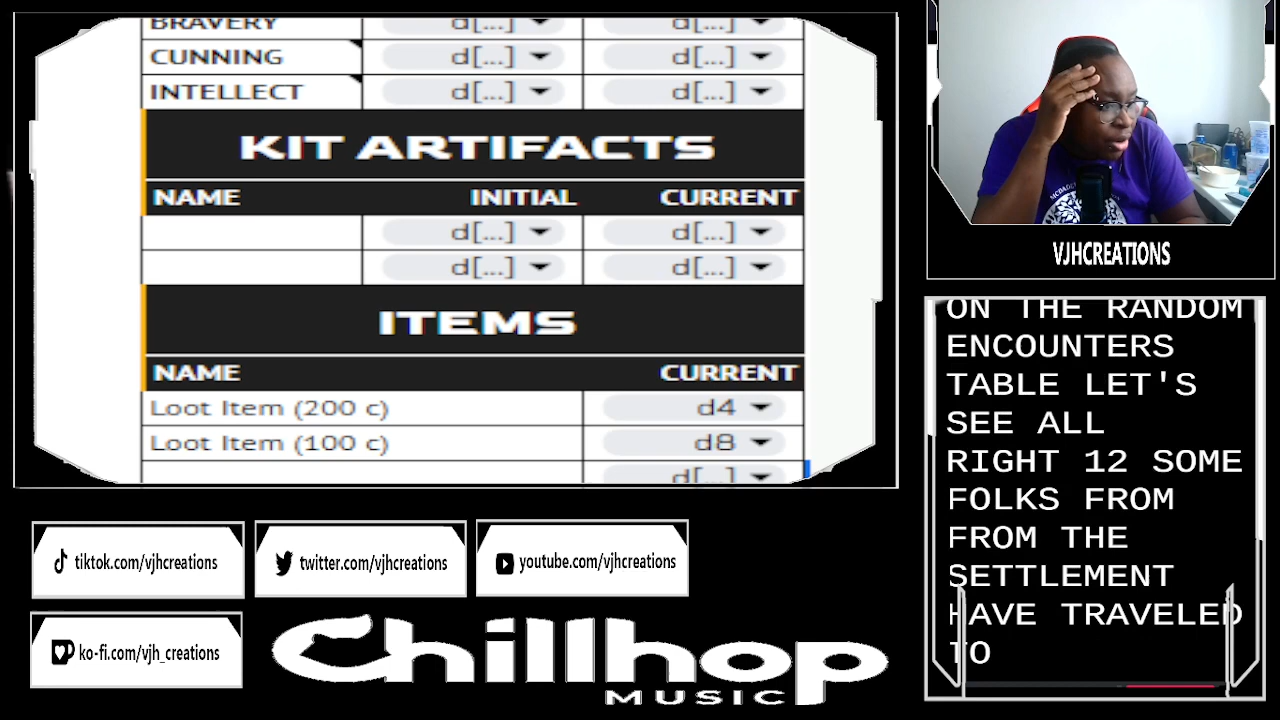 BRAVERY d[...] d[...]
CUNNING d[...] d[...]
INTELLECT d[...] d[...]
KIT ARTIFACTS
NAME INITIAL CURRENT
d[...] d[...]
d[...] d[...]
ITEMS
NAME CURRENT
Loot Item (200 c) d4
Loot Item (100 c) d8
d[...]
VJHCREATIONS
ON THE RANDOM
ENCOUNTERS
TABLE LET'S
SEE ALL
RIGHT 12 SOME
FOLKS FROM
FROM THE
SETTLEMENT
HAVE TRAVELED
TO
tiktok.com/vjhcreations
twitter.com/vjhcreations
youtube.com/vjhcreations
ko-fi.com/vjh_creations
Chillhop
MUSIC